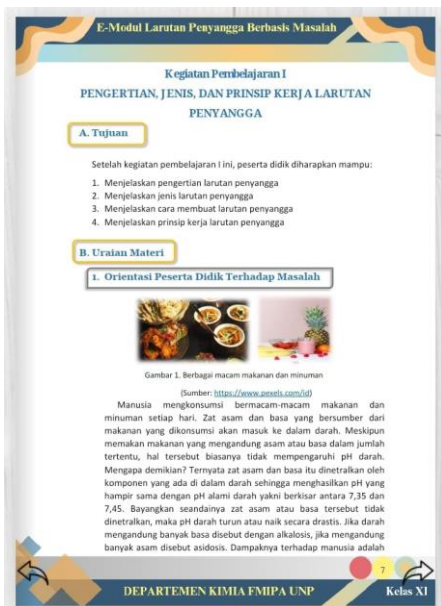 E-Modul Larutan Penyangga Berbasis Masalah
Kegiatan Pembelajaran I
PENGERTIAN, JENIS, DAN PRINSIP KERJA LARUTAN
PENYANGGA
A. Tujuan
Setelah kegiatan pembelajaran I ini, peserta didik diharapkan mampu:
1. Menjelaskan pengertian larutan penyangga
2. Menjelaskan jenis larutan penyangga
3. Menjelaskan cara membuat larutan penyangga
4. Menjelaskan prinsip kerja larutan penyangga
B. Uraian Materi
1. Orientasi Peserta Didik Terhadap Masalah
Gambar 1. Berbagai macam makanan dan minuman
(Sumber: https://www.pexels.com/id)
Manusia mengkonsumsi bermacam-macam makanan dan
minuman setiap hari. Zat asam dan basa yang bersumber dari
makanan yang dikonsumsi akan masuk ke dalam darah. Meskipun
memakan makanan yang mengandung asam atau basa dalam jumlah
tertentu, hal tersebut biasanya tidak mempengaruhi pH darah.
Mengapa demikian? Ternyata zat asam dan basa itu dinetralkan oleh
komponen yang ada di dalam darah sehingga menghasilkan pH yang
hampir sama dengan pH alami darah yakni berkisar antara 7,35 dan
7,45. Bayangkan seandainya zat asam atau basa tersebut tidak
dinetralkan, maka pH darah turun atau naik secara drastis. Jika darah
mengandung banyak basa disebut dengan alkalosis, jika mengandung
banyak asam disebut asidosis. Dampaknya terhadap manusia adalah
7
DEPARTEMEN KIMIA FMIPA UNP
Kelas XI